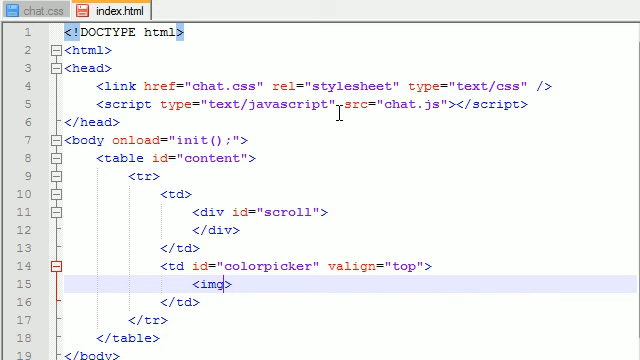 chat.css index.html
1 <!DOCTYPE html>
2 <html>
3 <head>
4 <link href="chat.css" rel="stylesheet" type="text/css" />
5 <script type="text/javascript" src="chat.js"></script>
6 </head>
7 <body onload="init();">
8 <table id="content">
9 <tr>
10 <td>
11 <div id="scroll">
12 </div>
13 </td>
14 <td id="colorpicker" valign="top">
15 <img>
16 </td>
17 </tr>
18 </table>
19 </body>